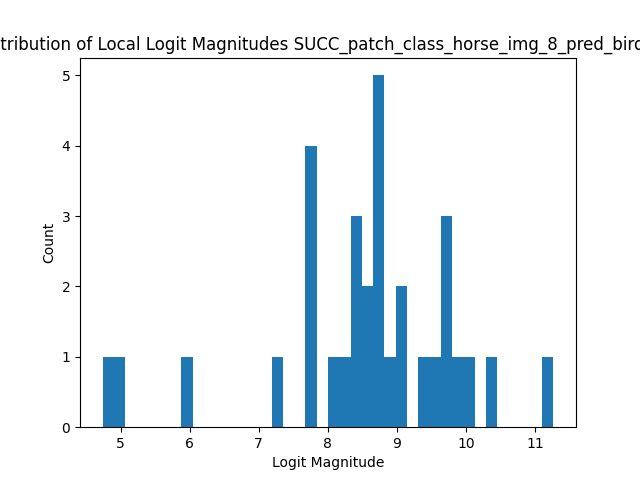 tribution of Local Logit Magnitudes SUCC_patch_class_horse_img_8_pred_bird
5
4
3
2
1
0
Count
5 6 7 8 9 10 11
Logit Magnitude